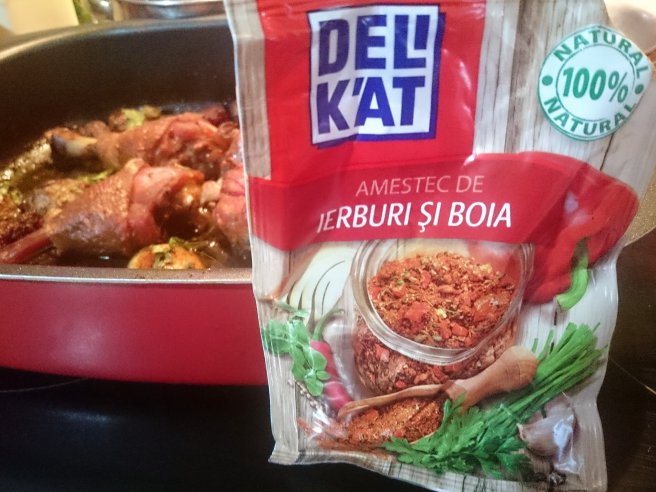 DELI
K'AT
NATURAL
100%
NATURAL
AMESTEC DE
IERBURI ȘI BOIA